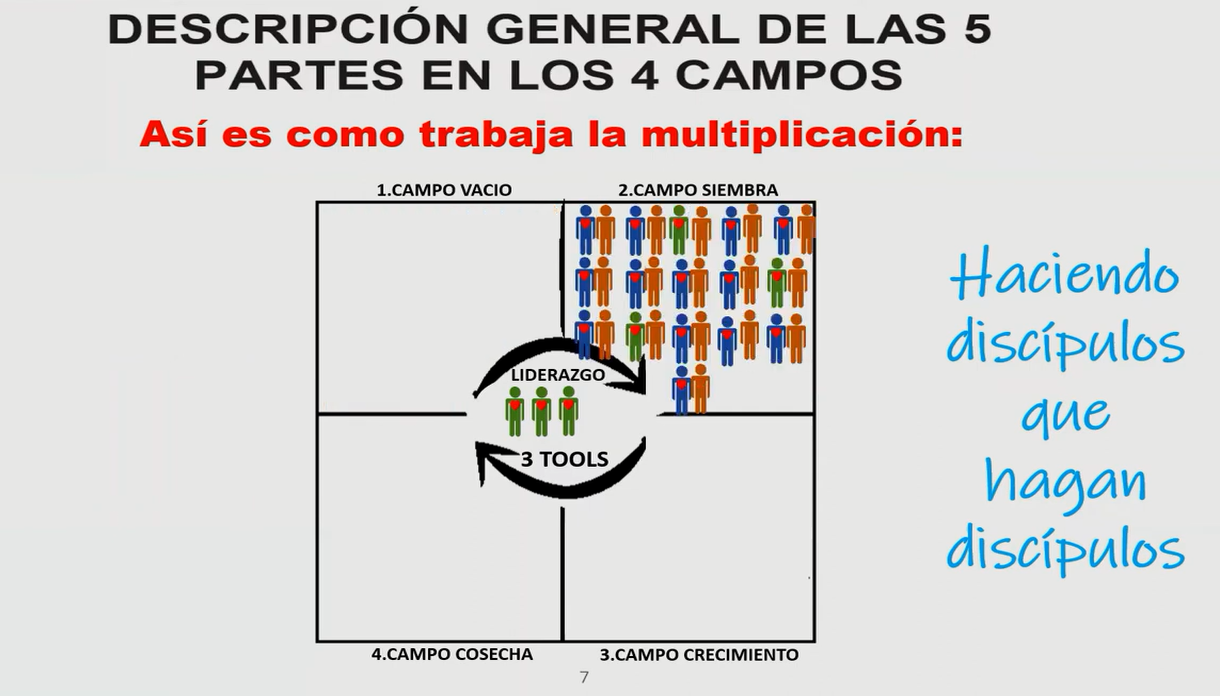 DESCRIPCIÓN GENERAL DE LAS 5
PARTES EN LOS 4 CAMPOS
Así es como trabaja la multiplicación:
1.CAMPO VACIO
2.CAMPO SIEMBRA
LIDERAZGO
3 TOOLS
4.CAMPO COSECHA
3.CAMPO CRECIMIENTO
Haciendo
discípulos
que
hagan
discípulos
7